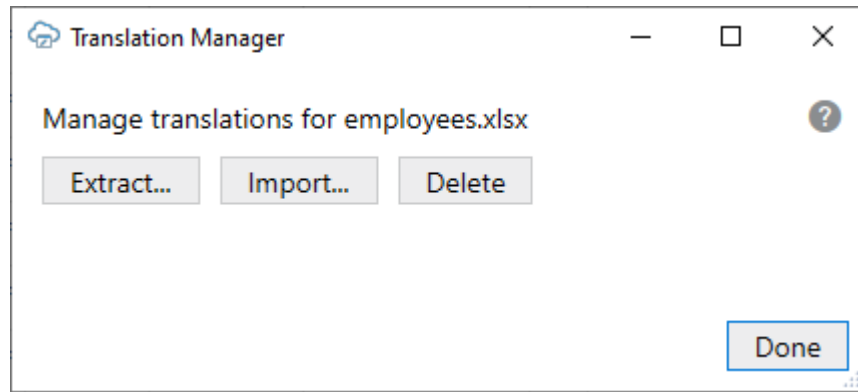 Translation Manager
Manage translations for employees.xlsx
?
Extract... Import... Delete
Done